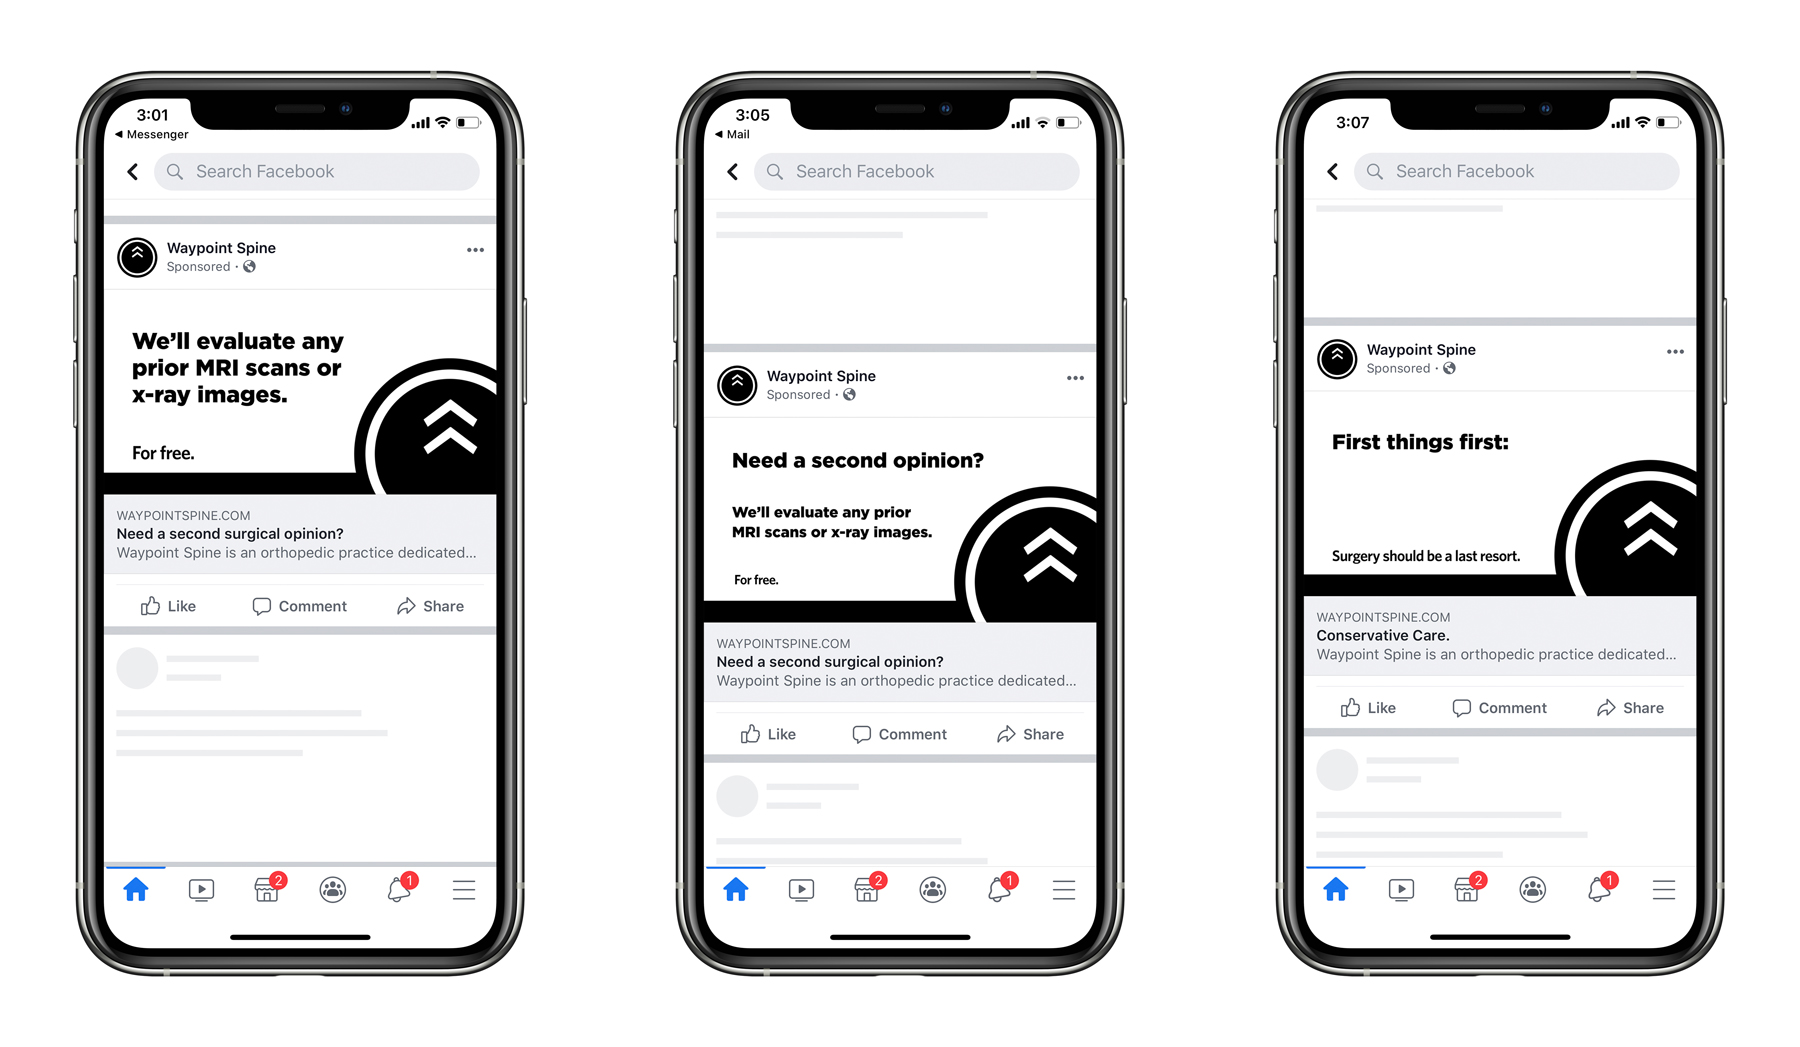 3:01
Messenger
Search Facebook
Waypoint Spine
Sponsored ·
We'll evaluate any
prior MRI scans or
x-ray images.
For free.
WAYPOINTSPINE.COM
Need a second surgical opinion?
Waypoint Spine is an orthopedic practice dedicated...
Like
Comment
Share
2
1
3:05
Mail
Search Facebook
Waypoint Spine
Sponsored ·
Need a second opinion?
We'll evaluate any prior
MRI scans or x-ray images.
For free.
WAYPOINTSPINE.COM
Need a second surgical opinion?
Waypoint Spine is an orthopedic practice dedicated...
Like
Comment
Share
2
1
3:07
Search Facebook
Waypoint Spine
Sponsored ·
First things first:
Surgery should be a last resort.
WAYPOINTSPINE.COM
Conservative Care.
Waypoint Spine is an orthopedic practice dedicated...
Like
Comment
Share
2
1